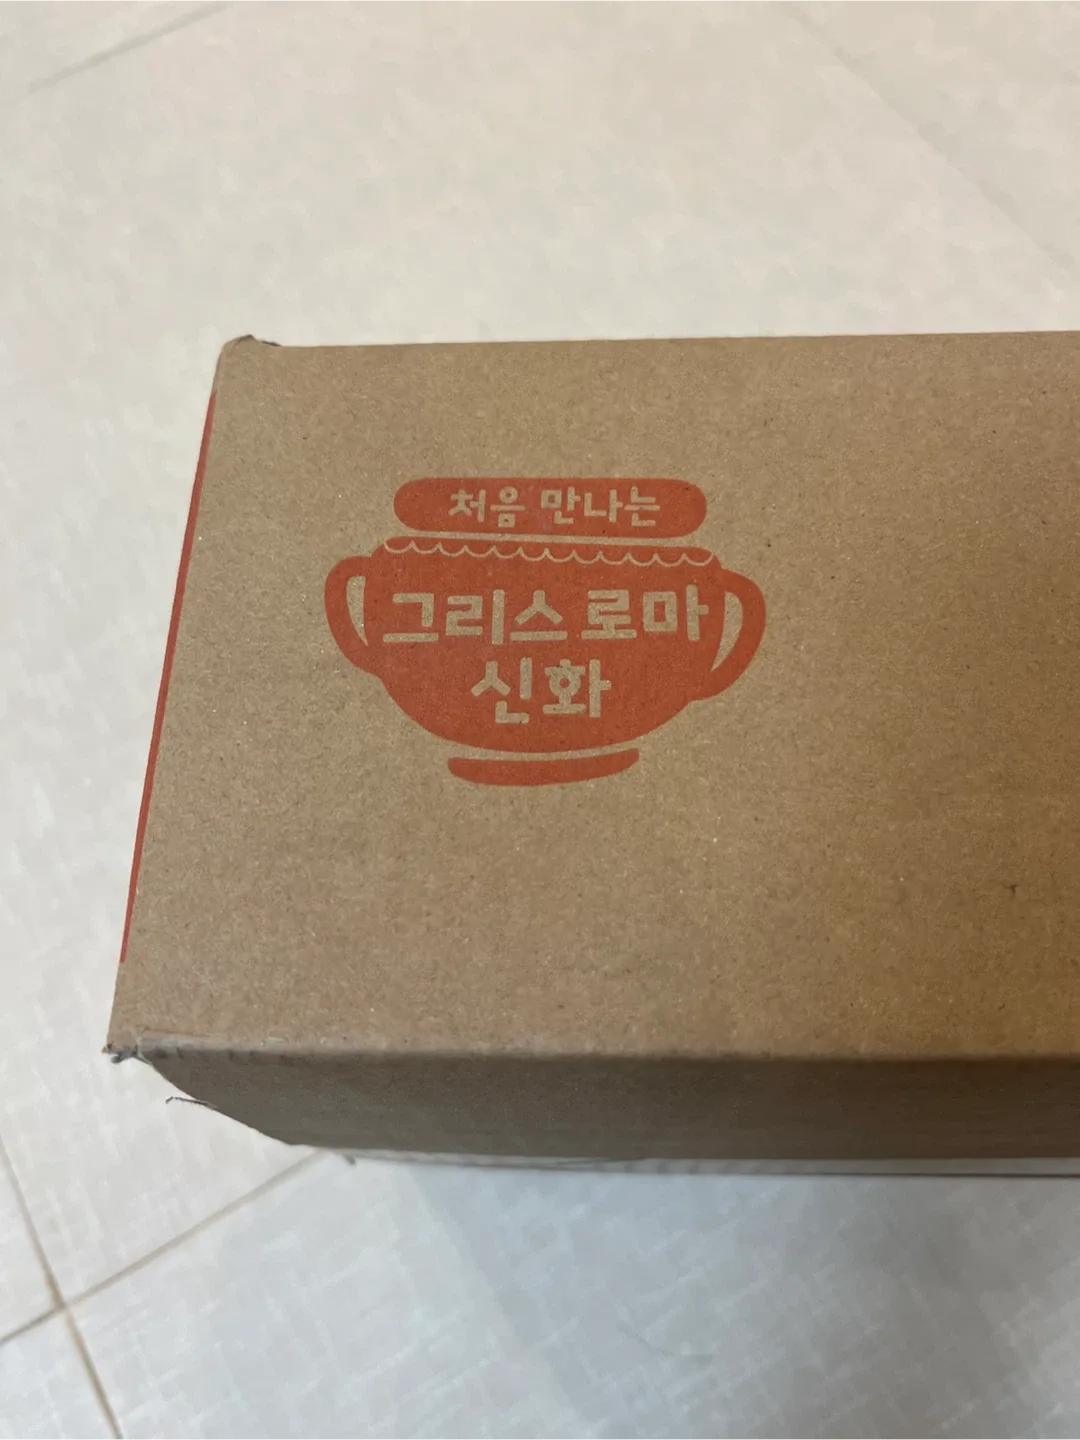 처음 만나는
그리스 로마
신화